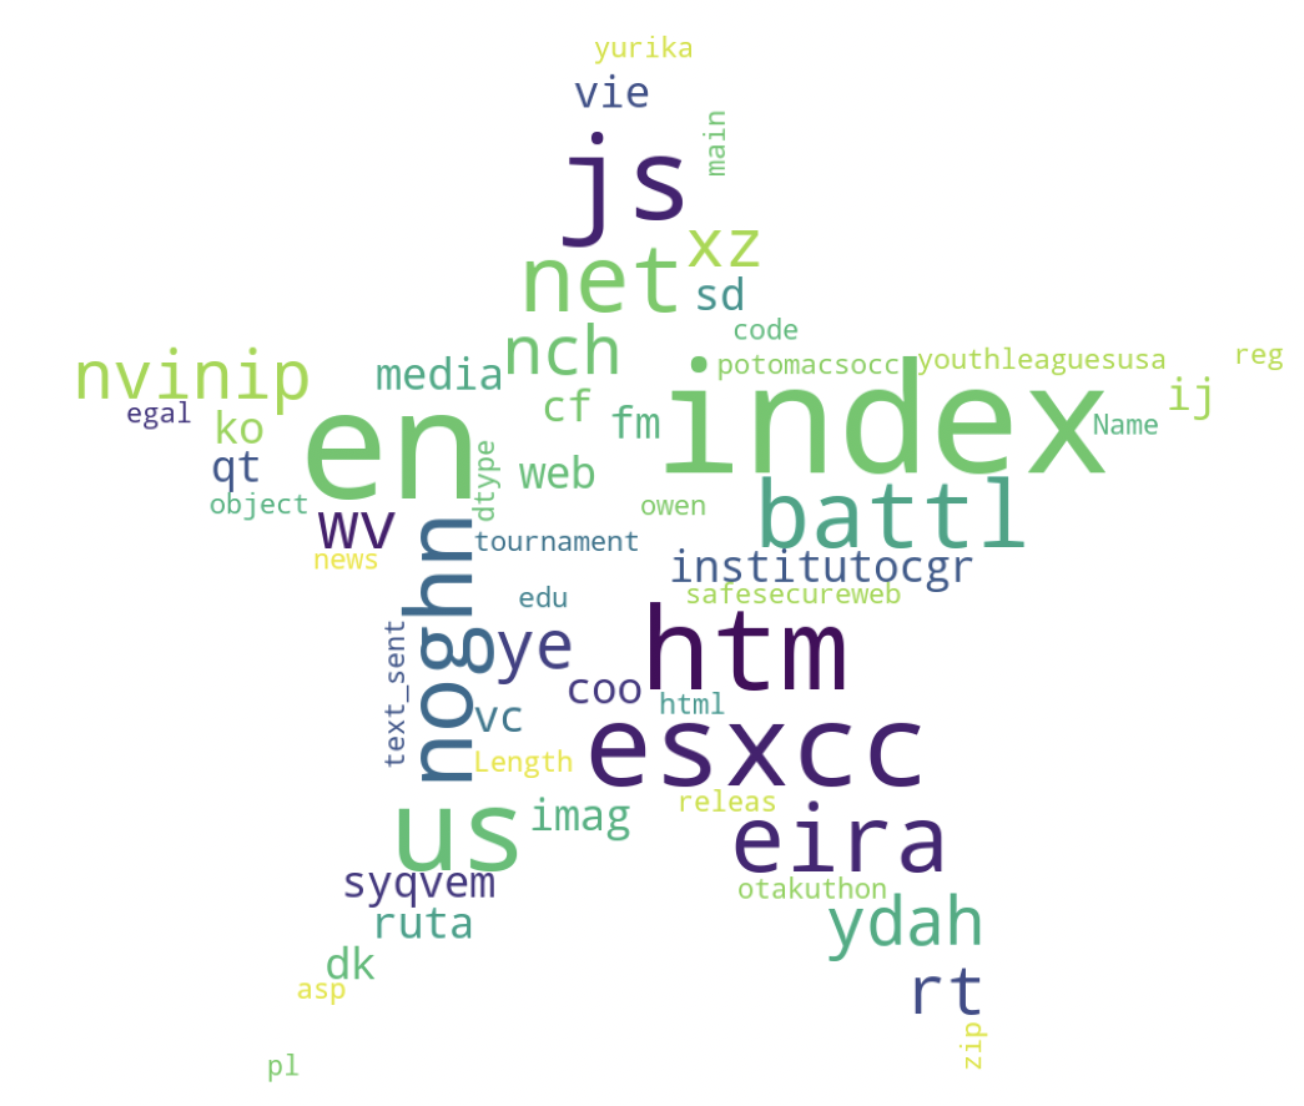 yurika
vie
main
js
xz
net
sd
code
nch
potomacsoccl
youthleaguesusa
reg
nvinip
media
index
ij
egal
ko
en
cf
fm
Name
qt
dtype
web
battl
object
wv
owen
news
noghn
tournament
institutocgr
edu
safesecureweb
text_sent
ye
htm
coo
html
vc
esxcc
Length
releas
us
imag
eira
syqvem
otakuthon
ruta
ydah
dk
asp
rt
zip
pl